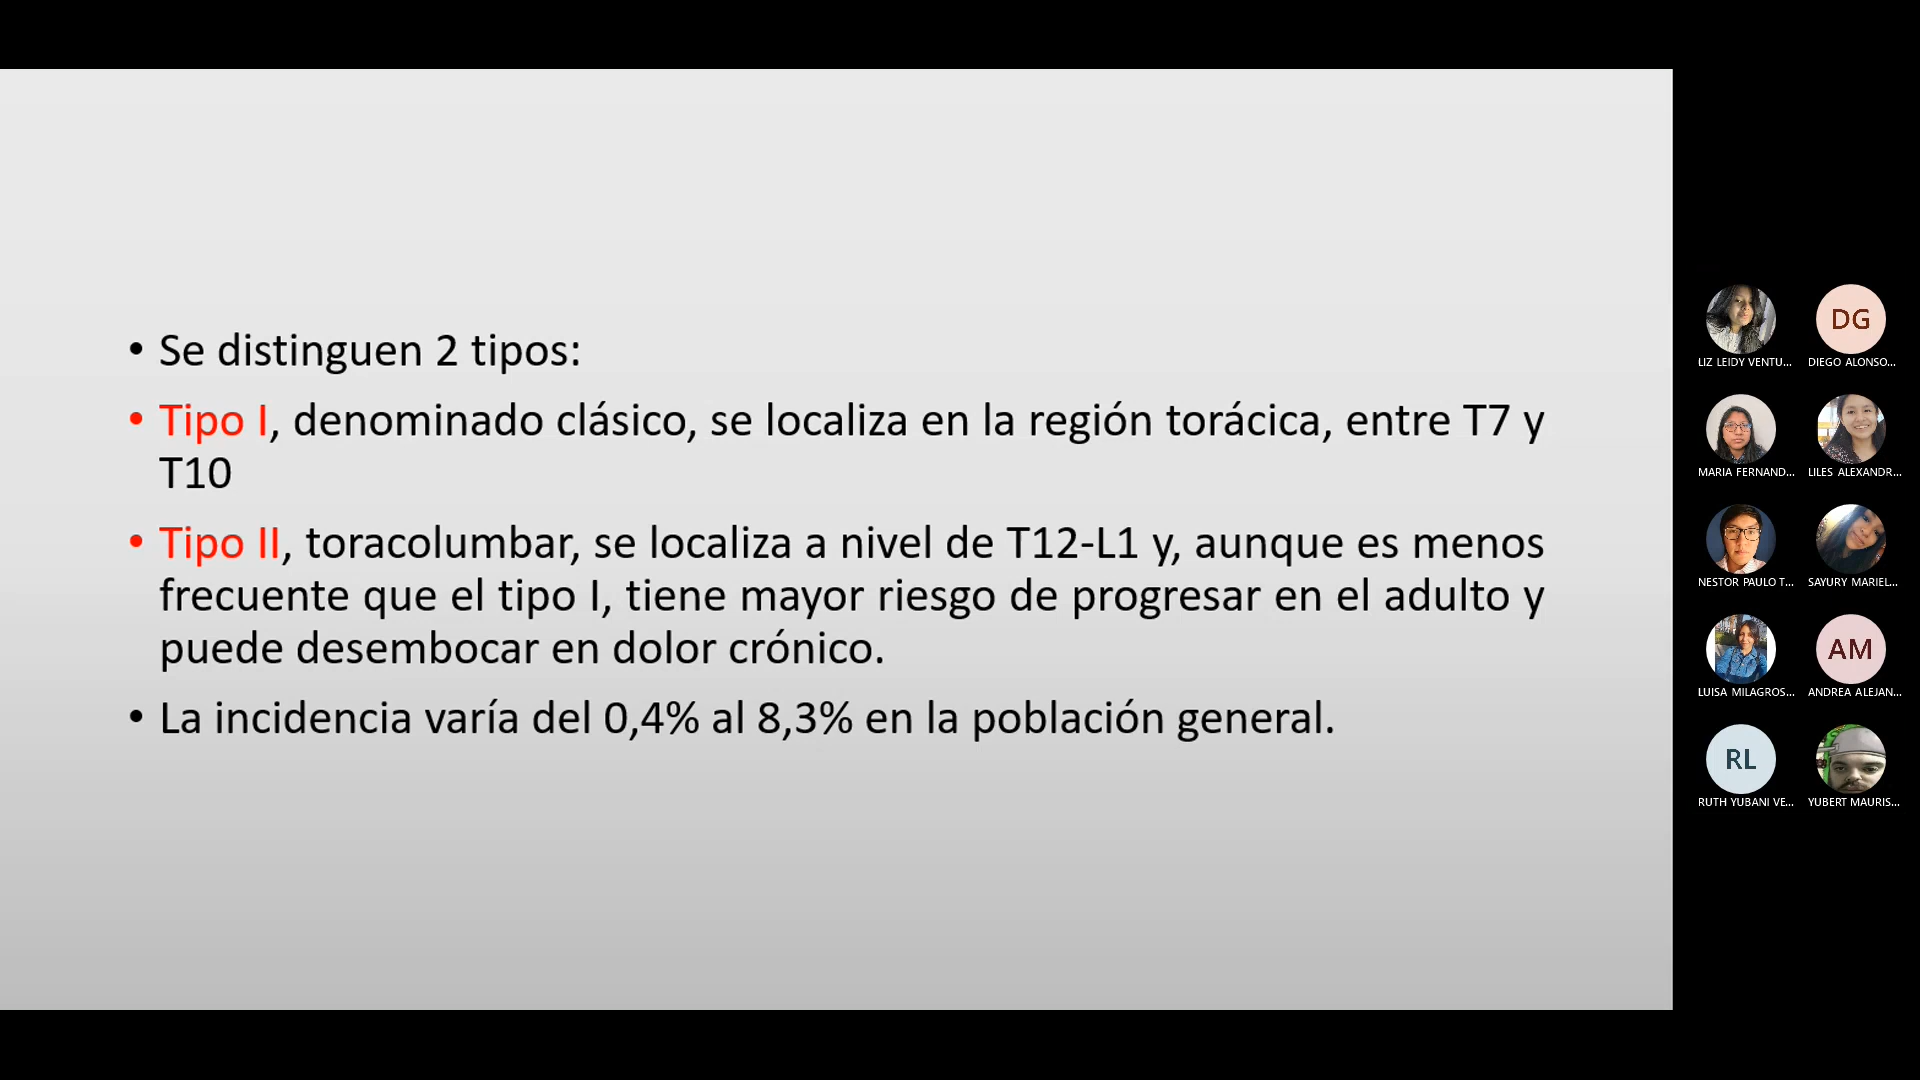 • Se distinguen 2 tipos:
• Tipo I, denominado clásico, se localiza en la región torácica, entre T7 y
T10
• Tipo II, toracolumbar, se localiza a nivel de T12-L1 y, aunque es menos
frecuente que el tipo I, tiene mayor riesgo de progresar en el adulto y
puede desembocar en dolor crónico.
• La incidencia varía del 0,4% al 8,3% en la población general.
DG
LIZ LEIDY VENTU... DIEGO ALONSO...
MARIA FERNAND... LILES ALEXANDR...
NESTOR PAULO T... SAYURY MARIEL...
AM
LUISA MILAGROS... ANDREA ALEJAN...
RL
RUTH YUBANI VE... YUBERT MAURIS...